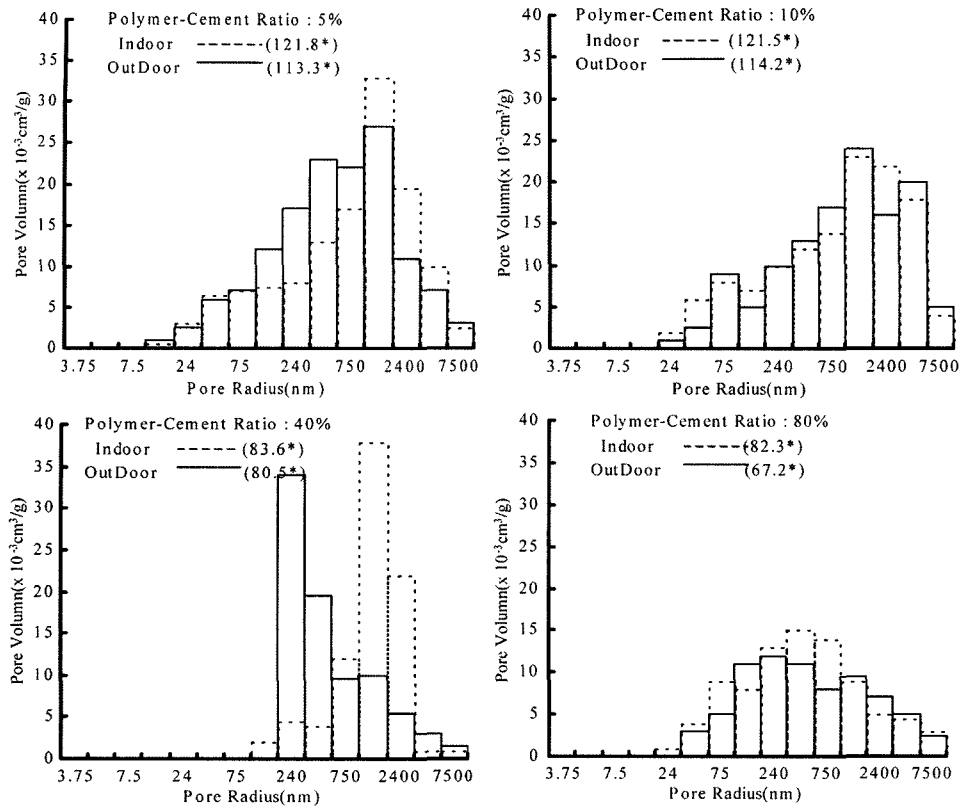 Polymer-Cement Ratio : 5%
Indoor (121.8*)
OutDoor (113.3*)
40
35
30
25
20
15
10
5
0
Pore Volumn(x 10⁻³cm³/g)
3.75 7.5 24 75 240 750 2400 7500
Pore Radius(nm)
Polymer-Cement Ratio : 10%
Indoor (121.5*)
OutDoor (114.2*)
40
35
30
25
20
15
10
5
0
Pore Volumn(x 10⁻³cm³/g)
3.75 7.5 24 75 240 750 2400 7500
Pore Radius(nm)
Polymer-Cement Ratio : 40%
Indoor (83.6*)
OutDoor (80.5*)
40
35
30
25
20
15
10
5
0
Pore Volumn(x 10⁻³cm³/g)
3.75 7.5 24 75 240 750 2400 7500
Pore Radius(nm)
Polymer-Cement Ratio : 80%
Indoor (82.3*)
OutDoor (67.2*)
40
35
30
25
20
15
10
5
0
Pore Volumn(x 10⁻³cm³/g)
3.75 7.5 24 75 240 750 2400 7500
Pore Radius(nm)